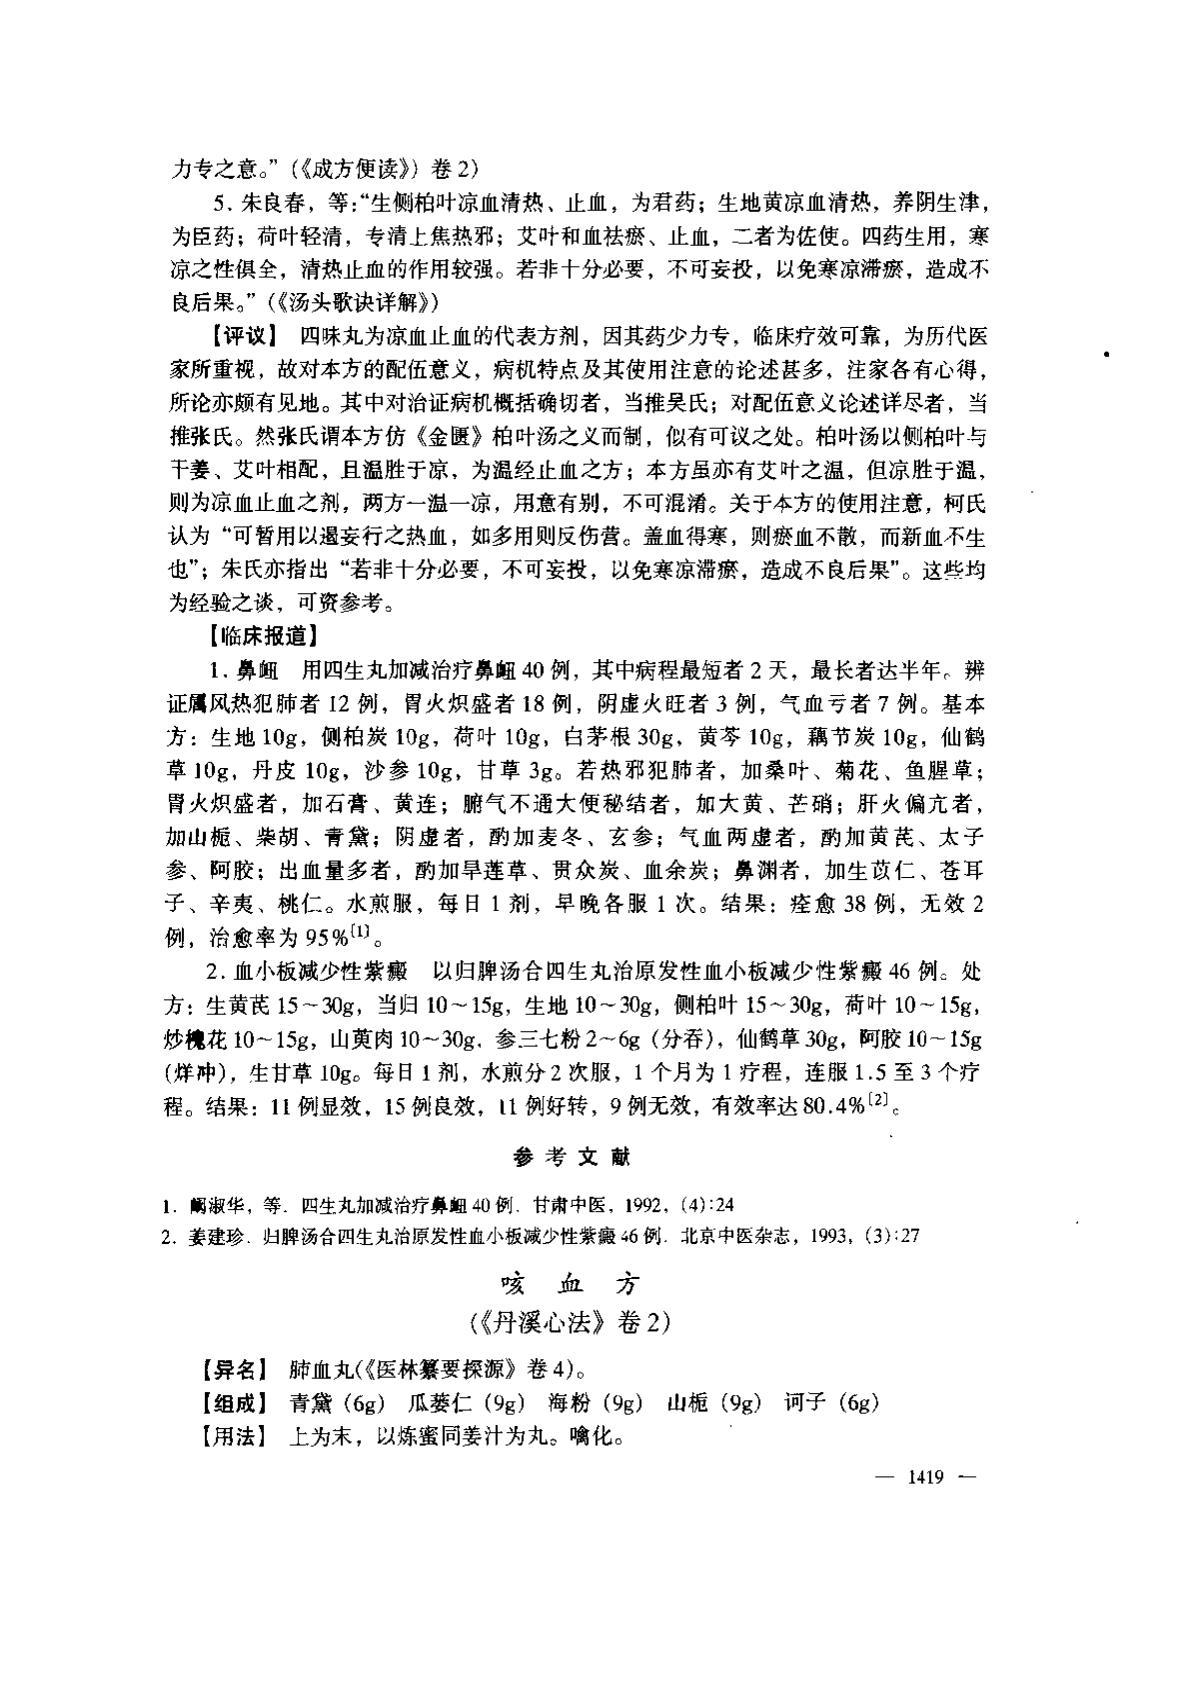 力专之意。”（《成方便读》）卷 2）
5．朱良春，等：“生侧柏叶凉血清热、止血，为君药；生地黄凉血清热，养阴生津，
为臣药；荷叶轻清，专清上焦热邪；艾叶和血祛瘀、止血，二者为佐使。四药生用，寒
凉之性俱全，清热止血的作用较强。若非十分必要，不可妄投，以免寒凉滞瘀，造成不
良后果。”（《汤头歌诀详解》）
【评议】 四味丸为凉血止血的代表方剂，因其药少力专，临床疗效可靠，为历代医
家所重视，故对本方的配伍意义，病机特点及其使用注意的论述甚多，注家各有心得，
所论亦颇有见地。其中对治证病机概括确切者，当推吴氏；对配伍意义论述详尽者，当
推张氏。然张氏谓本方仿《金匮》柏叶汤之义而制，似有可议之处。柏叶汤以侧柏叶与
干姜、艾叶相配，且温胜于凉，为温经止血之方；本方虽亦有艾叶之温，但凉胜于温，
则为凉血止血之剂，两方一温一凉，用意有别，不可混淆。关于本方的使用注意，柯氏
认为“可暂用以遏妄行之热血，如多用则反伤营。盖血得寒，则瘀血不散，而新血不生
也”；朱氏亦指出“若非十分必要，不可妄投，以免寒凉滞瘀，造成不良后果”。这些均
为经验之谈，可资参考。
【临床报道】
1．鼻衄 用四生丸加减治疗鼻衄 40 例，其中病程最短者 2 天，最长者达半年。辨
证属风热犯肺者 12 例，胃火炽盛者 18 例，阴虚火旺者 3 例，气血亏者 7 例。基本
方：生地 10g，侧柏炭 10g，荷叶 10g，白茅根 30g，黄芩 10g，藕节炭 10g，仙鹤
草 10g，丹皮 10g，沙参 10g，甘草 3g。若热邪犯肺者，加桑叶、菊花、鱼腥草；
胃火炽盛者，加石膏、黄连；腑气不通大便秘结者，加大黄、芒硝；肝火偏亢者，
加山栀、柴胡、青黛；阴虚者，酌加麦冬、玄参；气血两虚者，酌加黄芪、太子
参、阿胶；出血量多者，酌加旱莲草、贯众炭、血余炭；鼻渊者，加生苡仁、苍耳
子、辛夷、桃仁。水煎服，每日 1 剂，早晚各服 1 次。结果：痊愈 38 例，无效 2
例，治愈率为 95%〔1〕。
2．血小板减少性紫癜 以归脾汤合四生丸治原发性血小板减少性紫癜 46 例。处
方：生黄芪 15～30g，当归 10～15g，生地 10～30g，侧柏叶 15～30g，荷叶 10～15g，
炒槐花 10～15g，山萸肉 10～30g，参三七粉 2～6g（分吞），仙鹤草 30g，阿胶 10～15g
（烊冲），生甘草 10g。每日 1 剂，水煎分 2 次服，1 个月为 1 疗程，连服 1.5 至 3 个疗
程。结果：11 例显效，15 例良效，11 例好转，9 例无效，有效率达 80.4%〔2〕。
参考文献
1．阚淑华，等．四生丸加减治疗鼻衄 40 例．甘肃中医，1992，（4）:24
2．姜建珍．归脾汤合四生丸治原发性血小板减少性紫癜 46 例．北京中医杂志，1993，（3）:27
咳血方
（《丹溪心法》卷 2）
【异名】 肺血丸（《医林纂要探源》卷 4）。
【组成】 青黛（6g） 瓜蒌仁（9g） 海粉（9g） 山栀（9g） 诃子（6g）
【用法】 上为末，以炼蜜同姜汁为丸。噙化。
— 1419 —